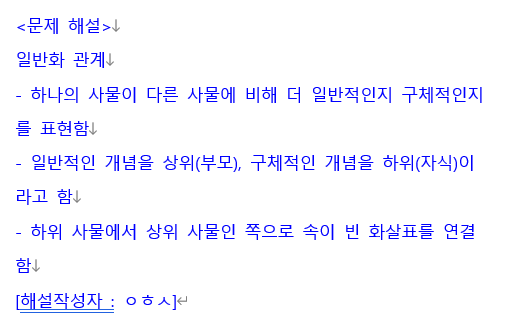 <문제 해설>↓
일반화 관계↓
- 하나의 사물이 다른 사물에 비해 더 일반적인지 구체적인지
를 표현함↓
- 일반적인 개념을 상위(부모), 구체적인 개념을 하위(자식)이
라고 함↓
- 하위 사물에서 상위 사물인 쪽으로 속이 빈 화살표를 연결
함↓
[해설작성자 : ㅇㅎㅅ]↵